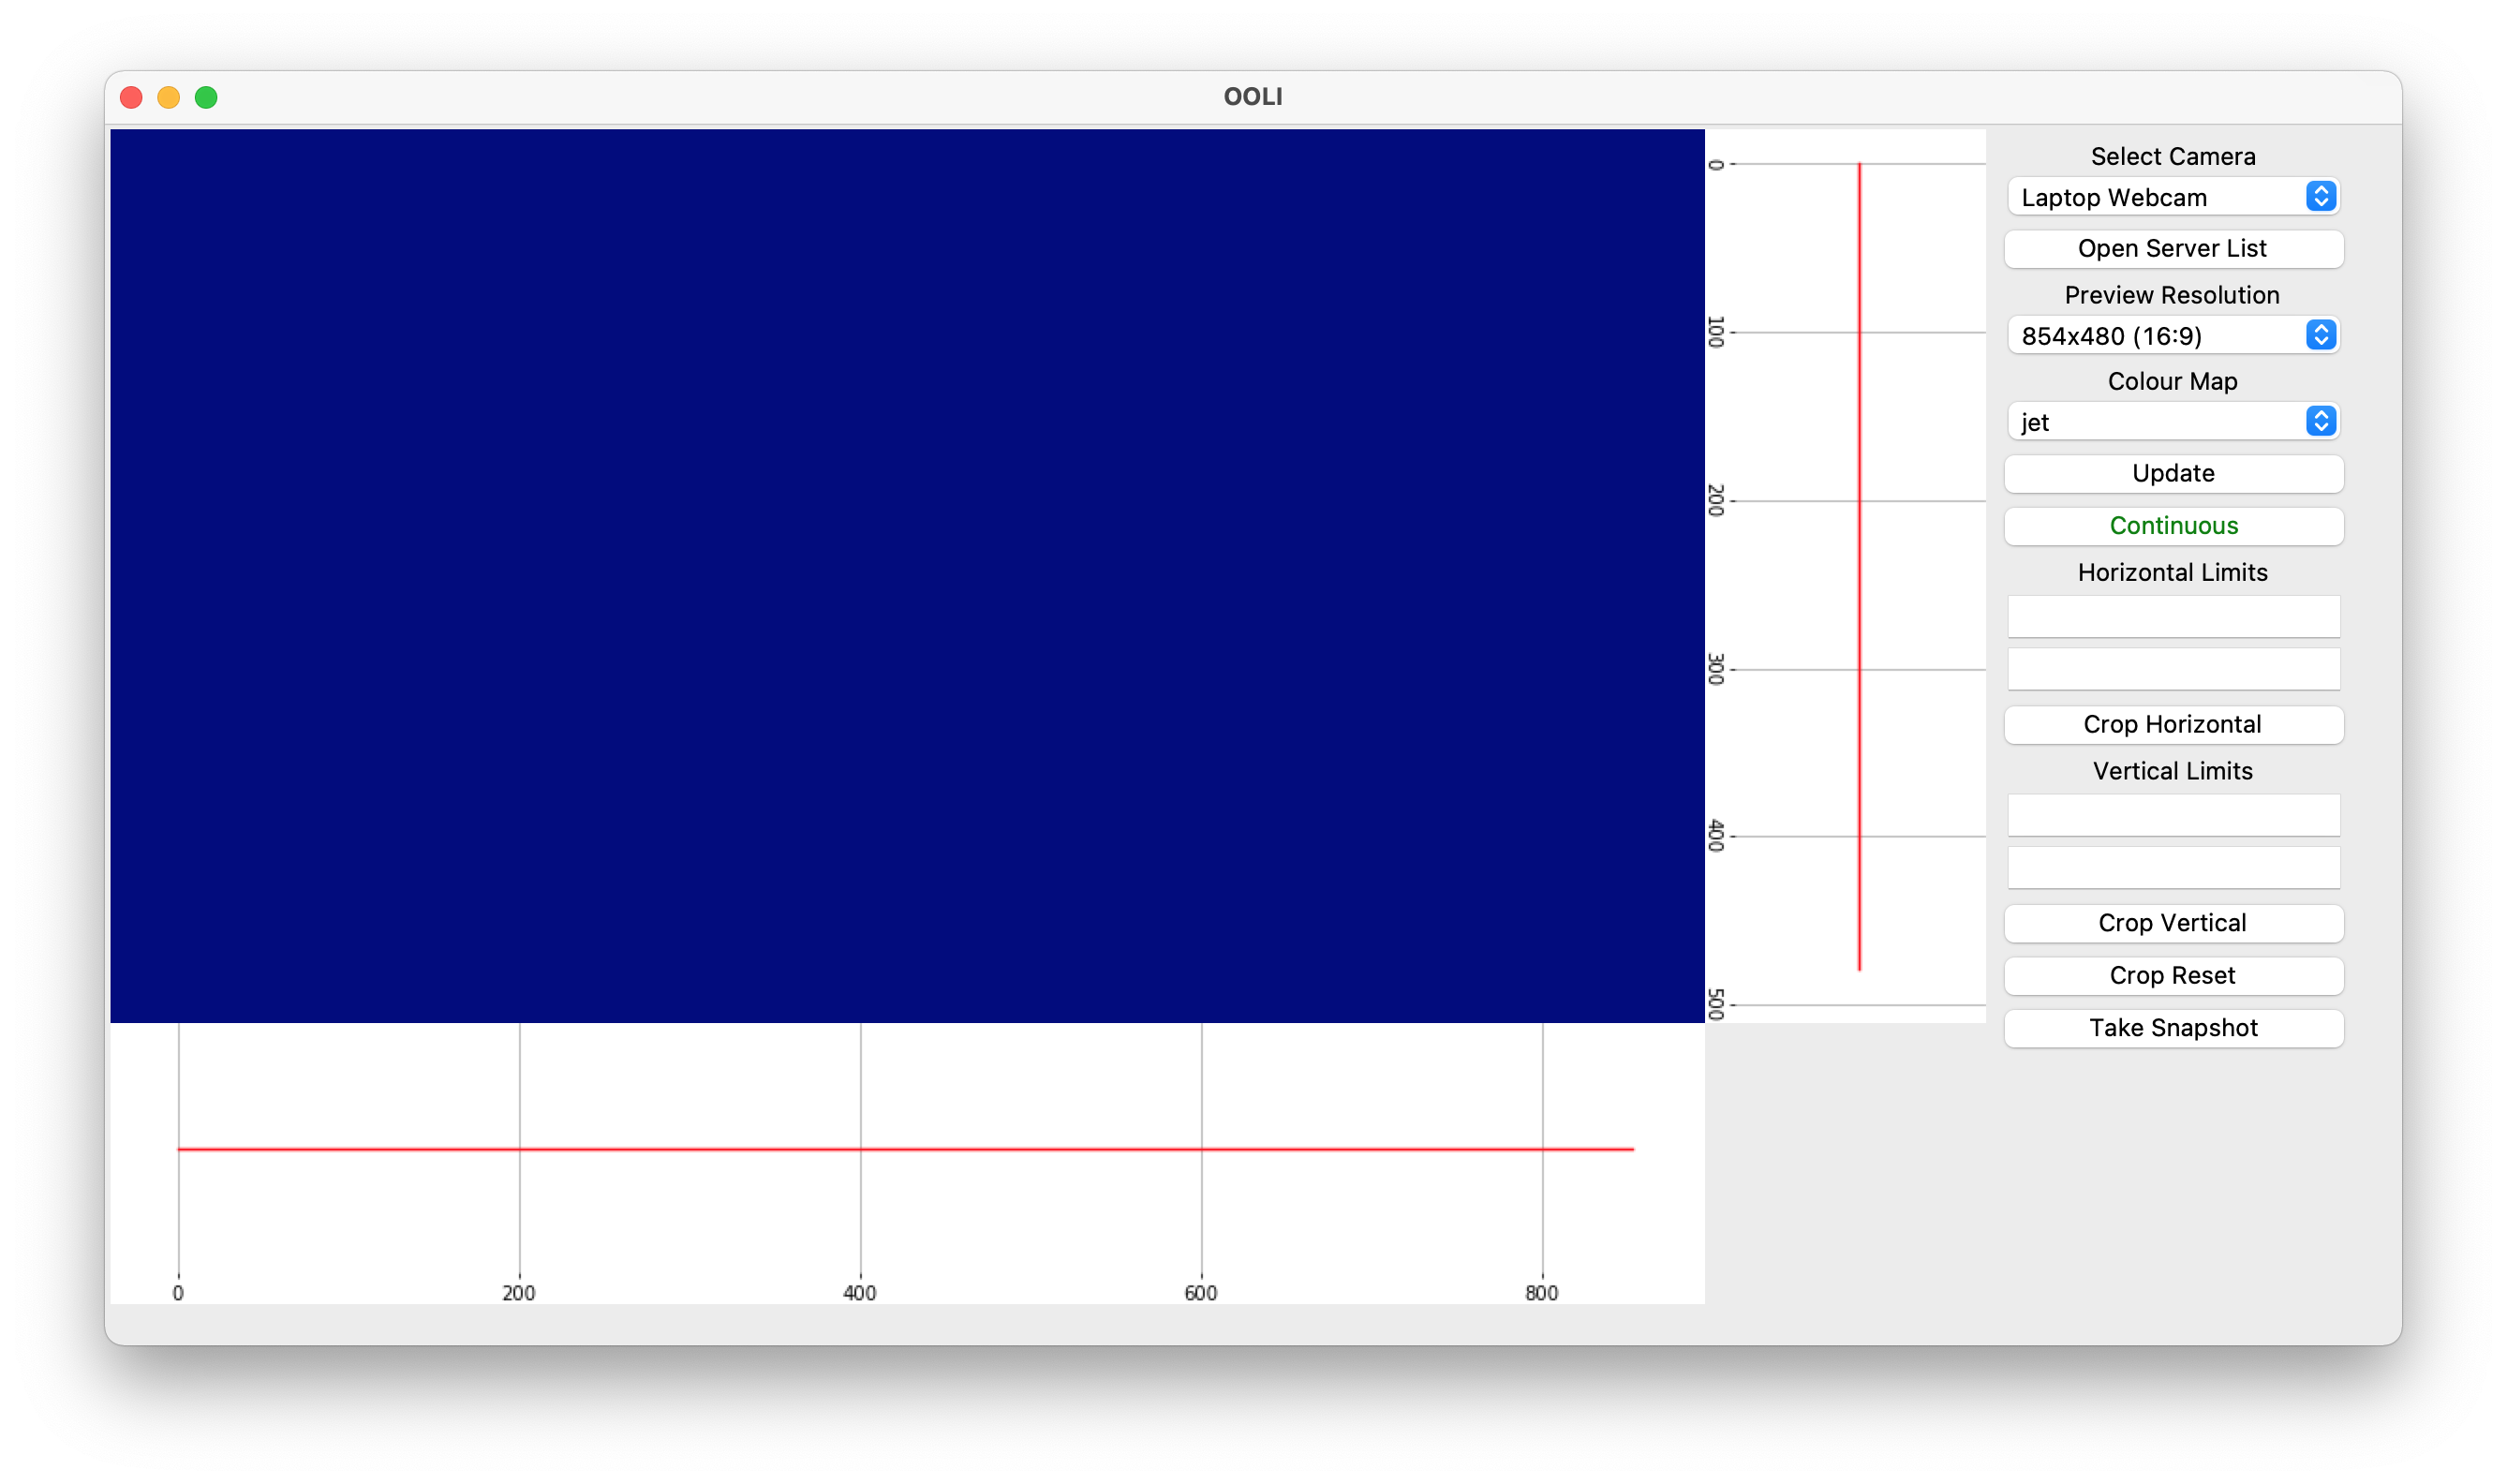 OOLI
0
100
200
300
400
500
0
200
400
600
800
Select Camera
Laptop Webcam
Open Server List
Preview Resolution
854x480 (16:9)
Colour Map
jet
Update
Continuous
Horizontal Limits
Crop Horizontal
Vertical Limits
Crop Vertical
Crop Reset
Take Snapshot